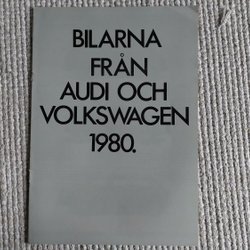 BILARNA
FRÅN
AUDI OCH
VOLKSWAGEN
1980.